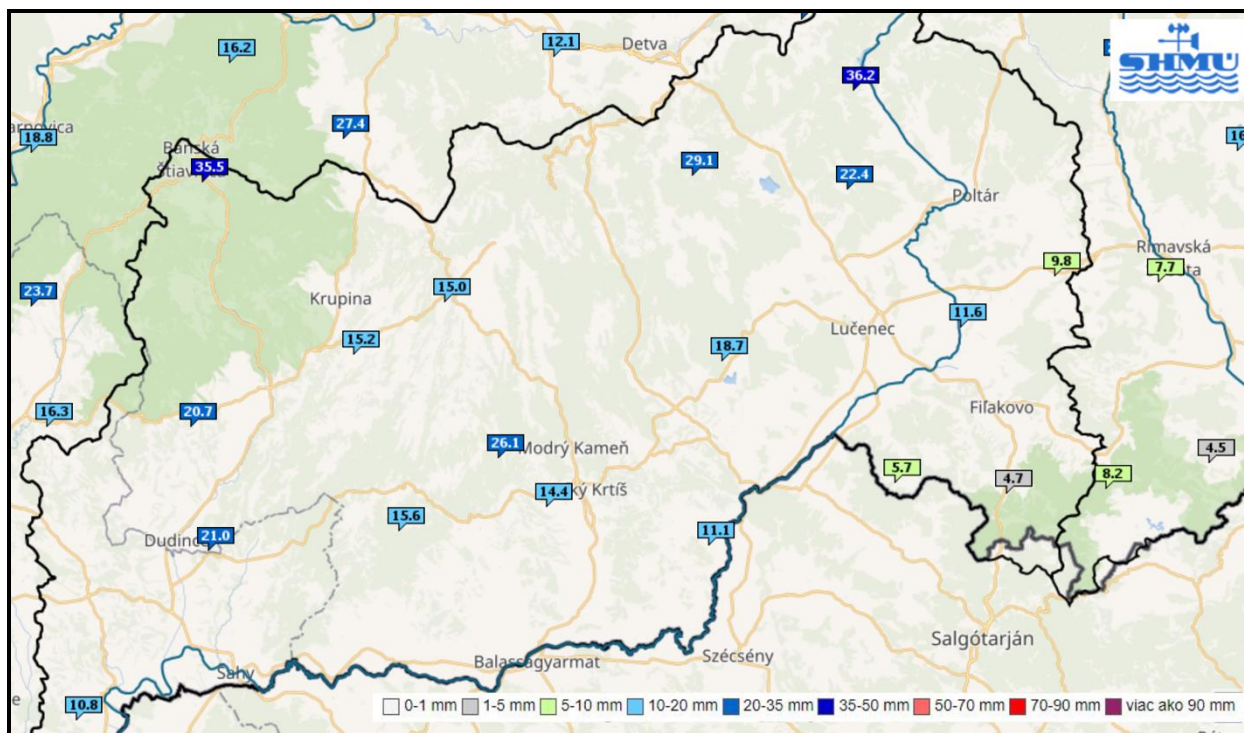 16.2
12.1
Detva
36.2
SHMÚ
27.4
18.8
Banská
35.5
29.1
22.4
Poltár
Rimavská
9.8
7.7
23.7
Krupina
15.0
11.6
Lučenec
15.2
18.7
16.3
20.7
Fiľakovo
26.1
Modrý Kameň
4.5
5.7
4.7
8.2
14.4
Krtíš
15.6
11.1
21.0
Dudince
Salgótarján
Balassagyarmat
Szécsény
Šahy
10.8
0-1 mm 1-5 mm 5-10 mm 10-20 mm 20-35 mm 35-50 mm 50-70 mm 70-90 mm viac ako 90 mm